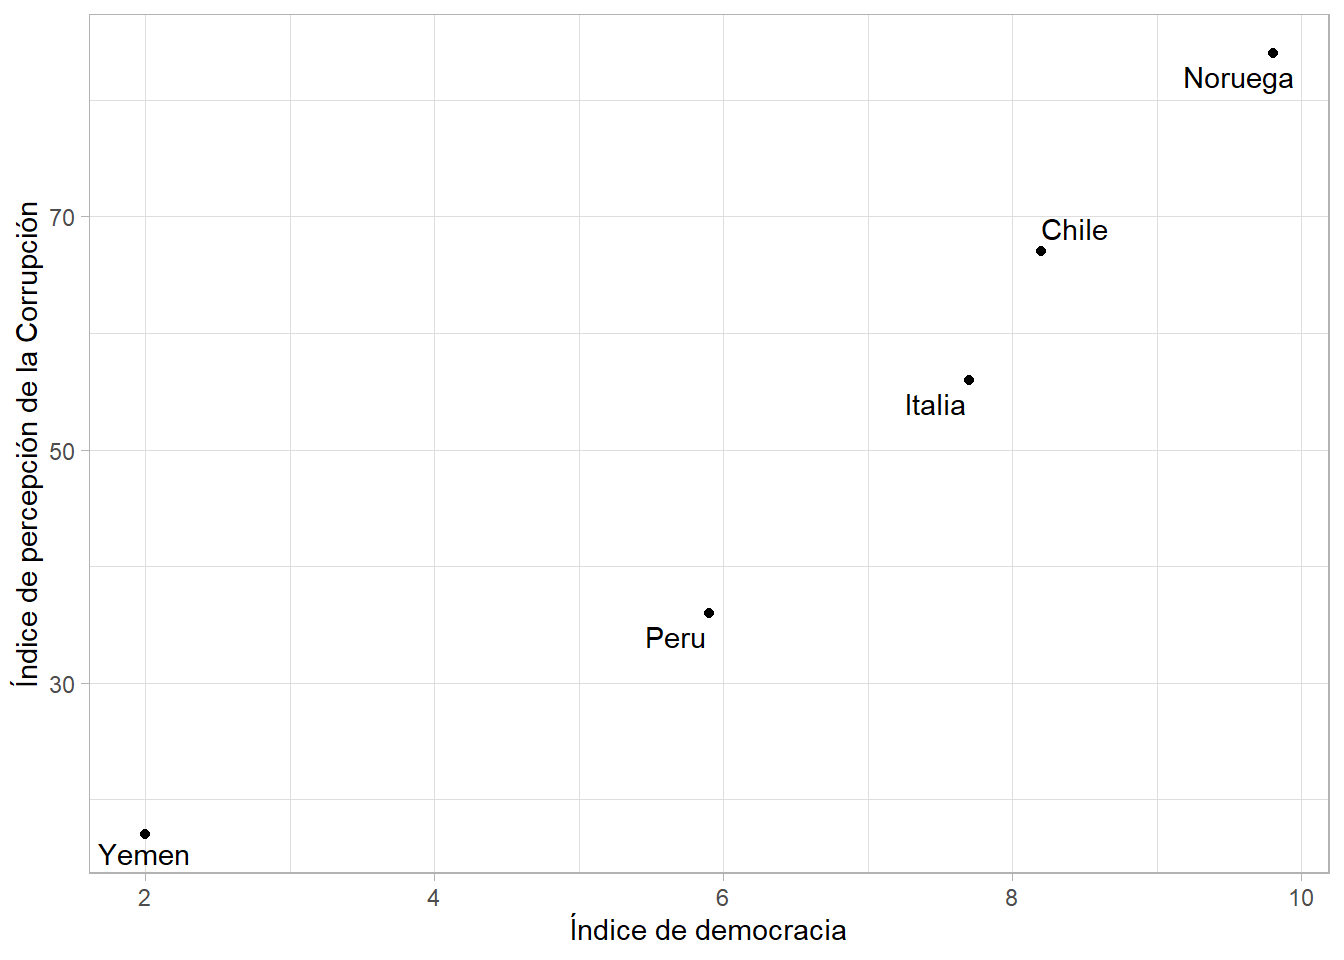 Noruega
Chile
Italia
Peru
Yemen
70
50
30
2 4 6 8 10
Índice de democracia
Índice de percepción de la Corrupción